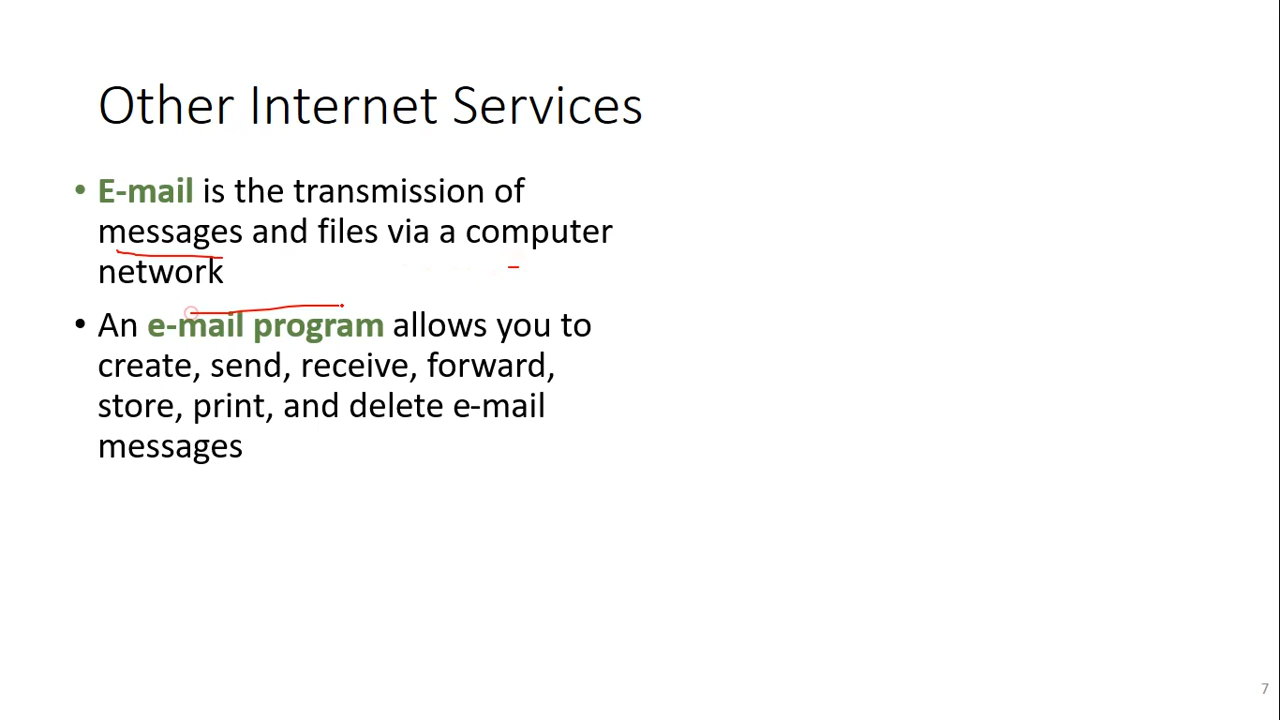 Other Internet Services
• E-mail is the transmission of
messages and files via a computer
network
• An e-mail program allows you to
create, send, receive, forward,
store, print, and delete e-mail
messages
7